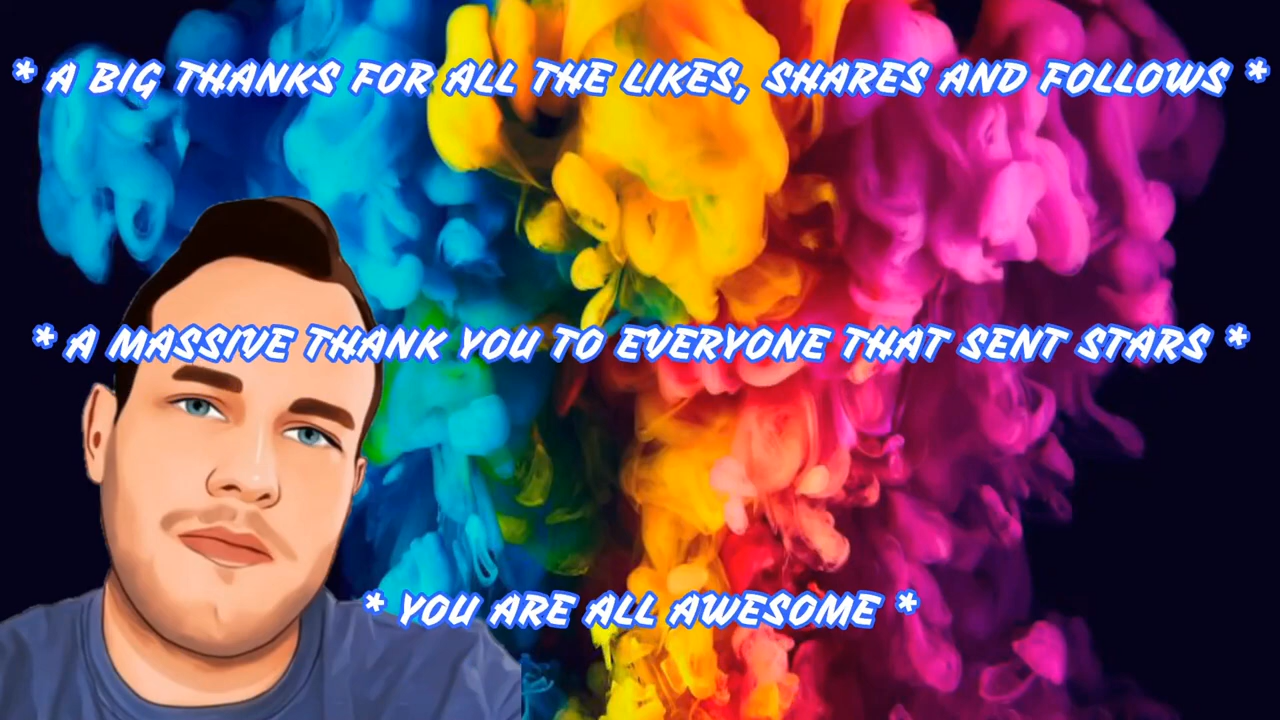 * A BIG THANKS FOR ALL THE LIKES, SHARES AND FOLLOWS *
* A MASSIVE THANK YOU TO EVERYONE THAT SENT STARS *
* YOU ARE ALL AWESOME *